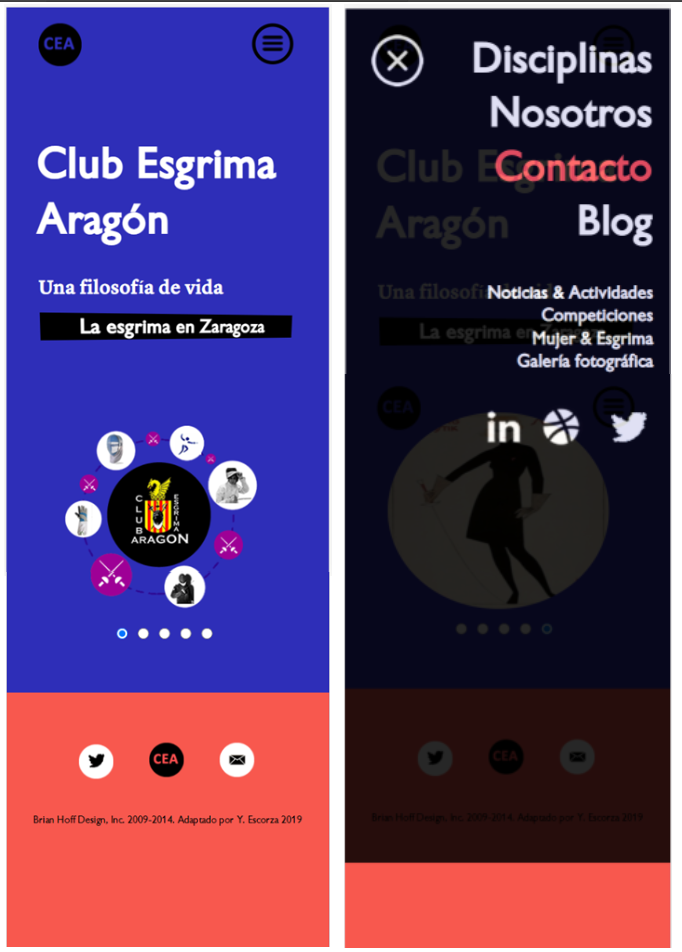 CEA
Club Esgrima
Aragón
Una filosofía de vida
La esgrima en Zaragoza
CLUB
ESGRIMA
ARAGON
CEA
Brian Hoff Design, Inc. 2009-2014. Adaptado por Y. Escorza 2019
Disciplinas
Nosotros
Contacto
Blog
Club Esgrima
Aragón
Una filosofía de vida
Noticias & Actividades
Competiciones
La esgrima en Zaragoza
Mujer & Esgrima
Galería fotográfica
CEA
in
CEA
Brian Hoff Design, Inc. 2009-2014. Adaptado por Y. Escorza 2019